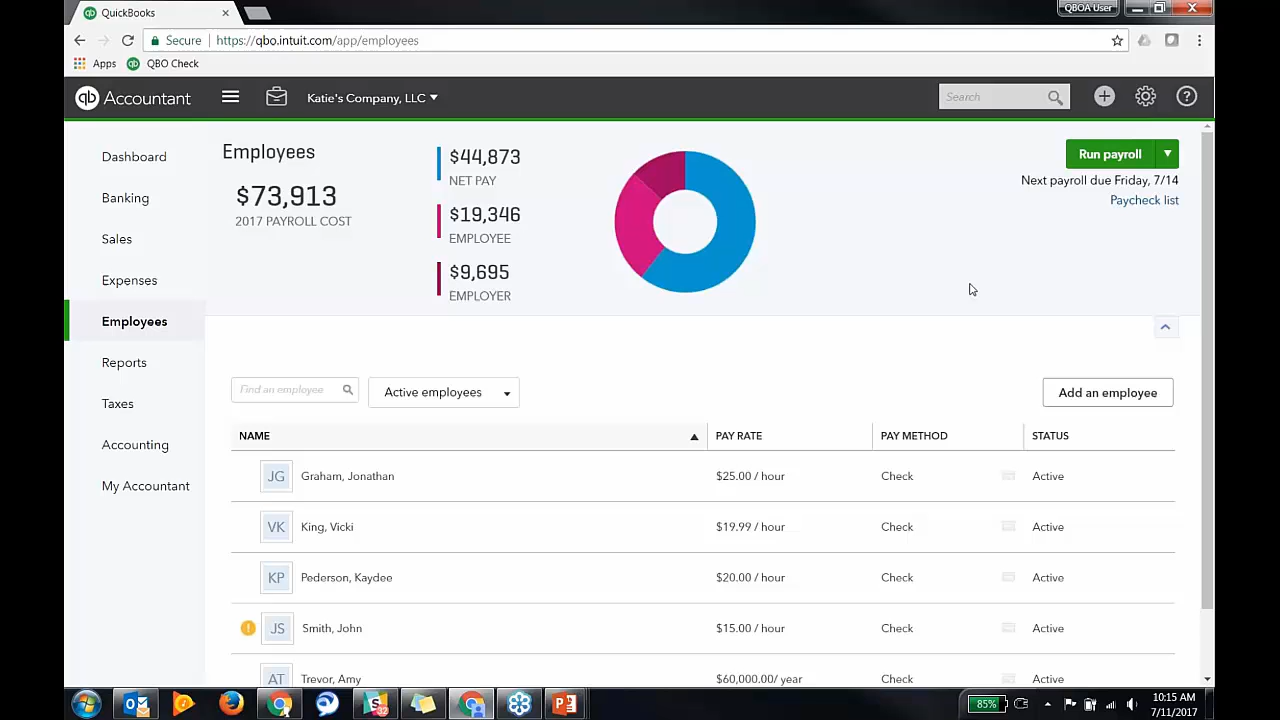 QuickBooks
QBOA User
Secure
https://qbo.intuit.com/app/employees
Apps
QBO Check
qb Accountant
Katie's Company, LLC
Search
Dashboard
Banking
Sales
Expenses
Employees
Reports
Taxes
Accounting
My Accountant
Employees
$73,913
2017 PAYROLL COST
$44,873
NET PAY
$19,346
EMPLOYEE
$9,695
EMPLOYER
Run payroll
Next payroll due Friday, 7/14
Paycheck list
Find an employee
Active employees
Add an employee
NAME PAY RATE PAY METHOD STATUS
JG Graham, Jonathan $25.00 / hour Check Active
VK King, Vicki $19.99 / hour Check Active
KP Pederson, Kaydee $20.00 / hour Check Active
! JS Smith, John $15.00 / hour Check Active
AT Trevor, Amy $60,000.00/ year Check Active
85%
10:15 AM
7/11/2017